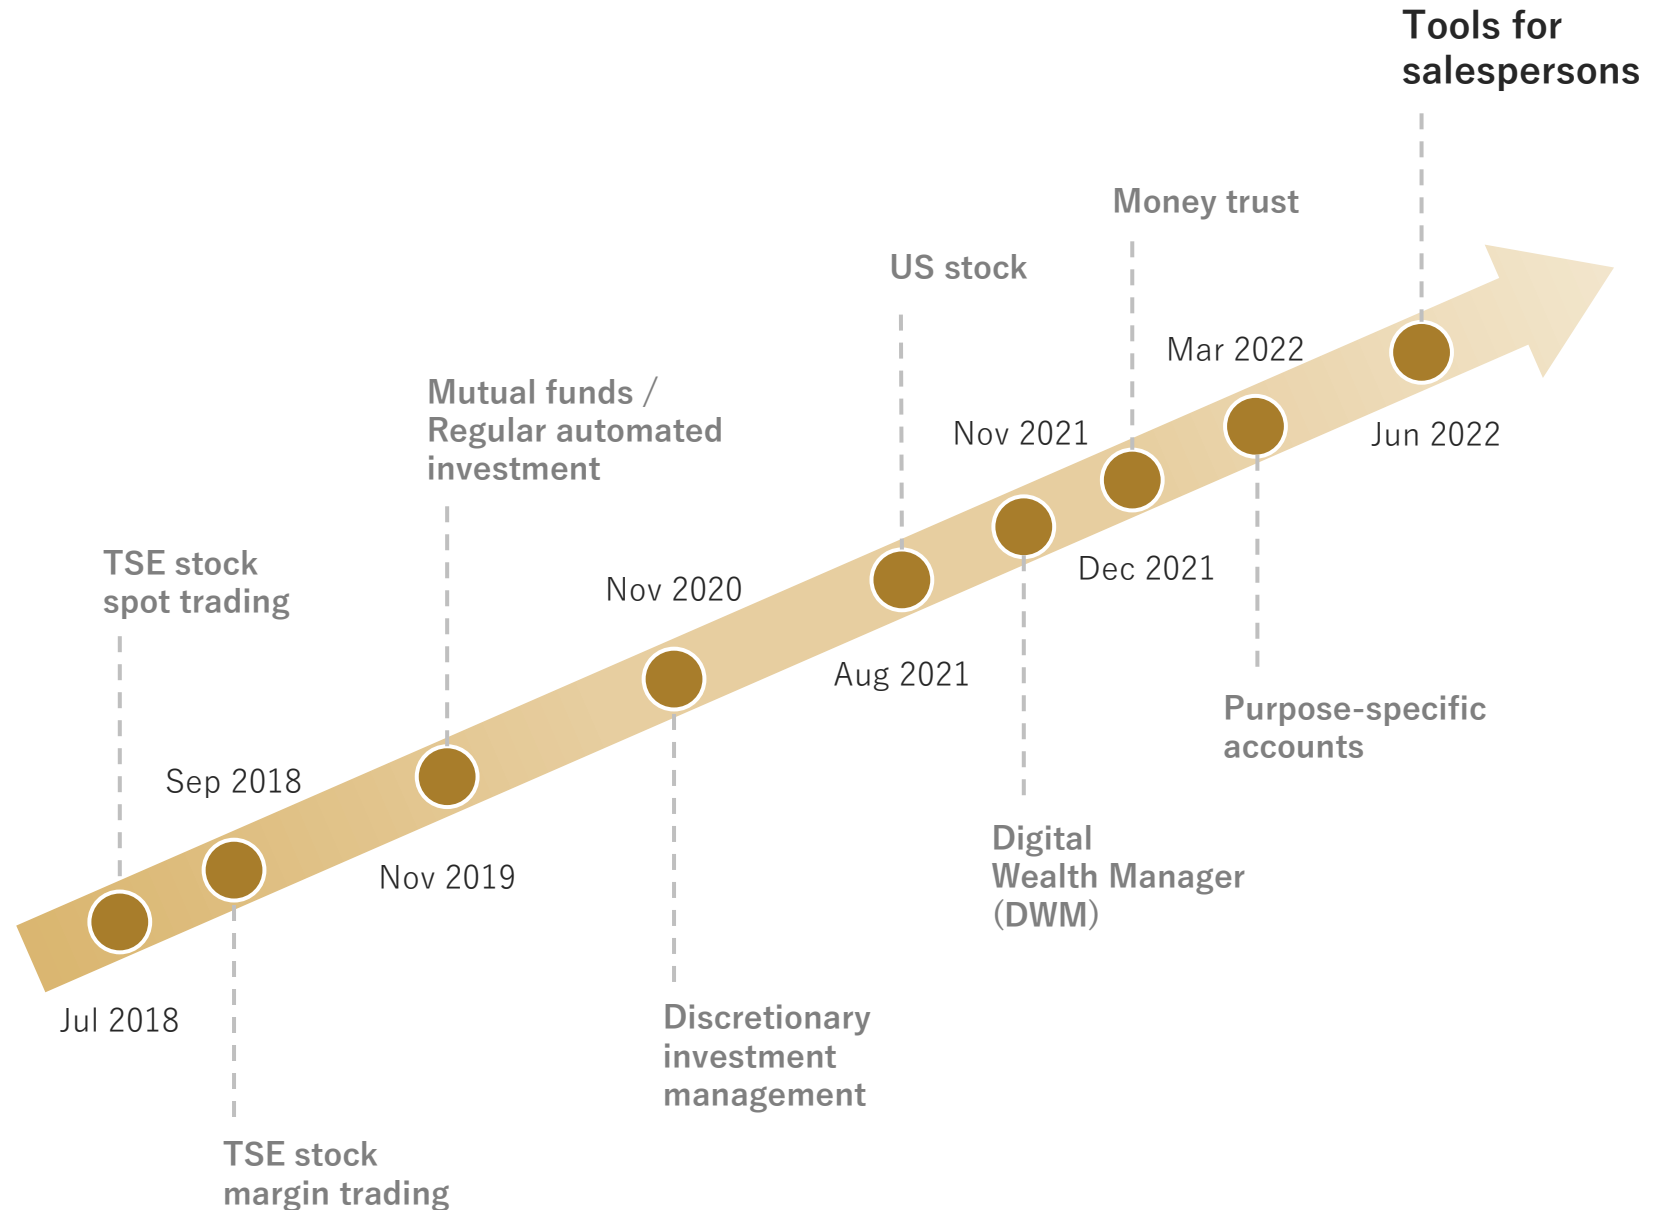 Tools for
salespersons
Money trust
US stock
Mar 2022
Mutual funds /
Regular automated
investment
Nov 2021
Jun 2022
TSE stock
spot trading
Nov 2020
Dec 2021
Aug 2021
Purpose-specific
accounts
Sep 2018
Nov 2019
Digital
Wealth Manager
(DWM)
Jul 2018
Discretionary
investment
management
TSE stock
margin trading